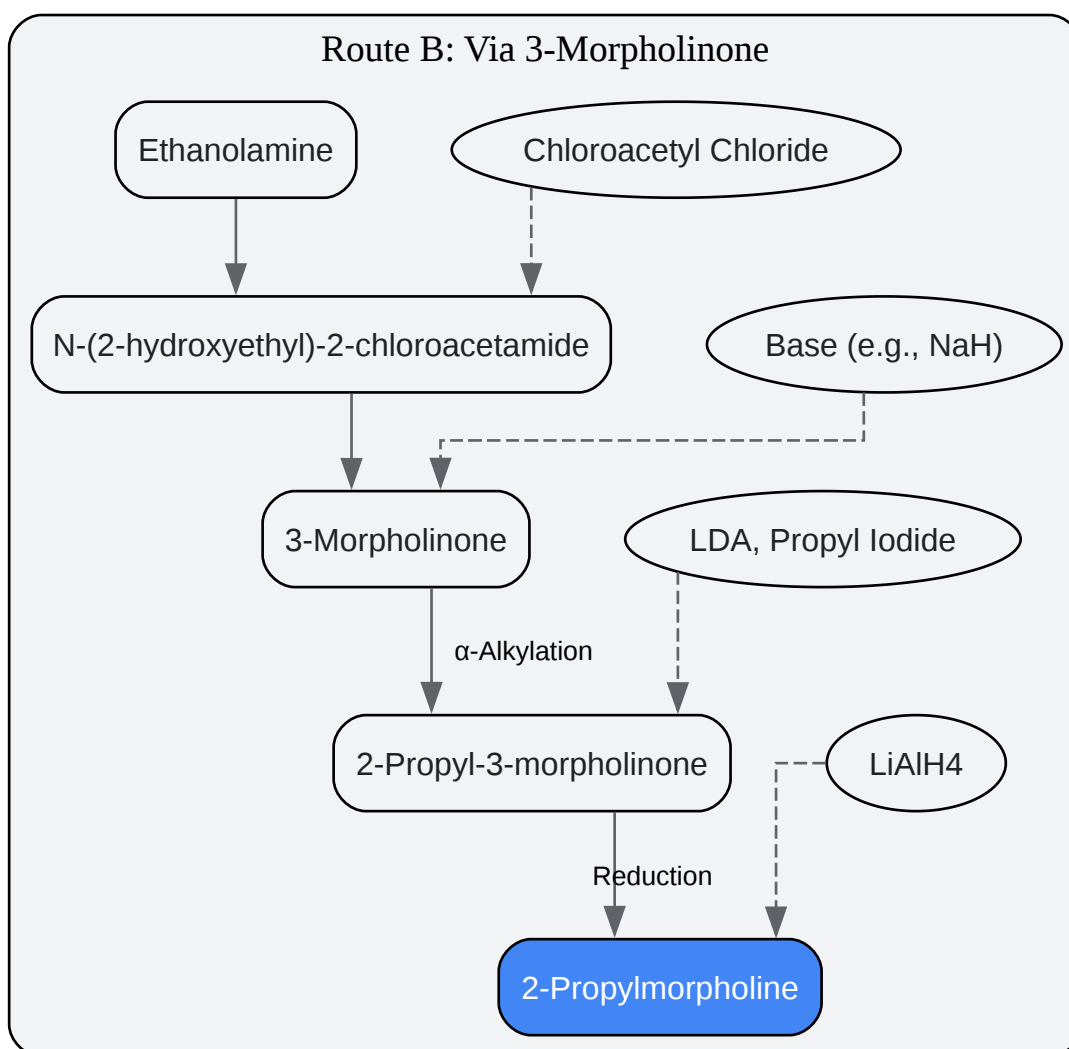 Route B: Via 3-Morpholinone
Ethanolamine
Chloroacetyl Chloride
N-(2-hydroxyethyl)-2-chloroacetamide
Base (e.g., NaH)
3-Morpholinone
LDA, Propyl Iodide
α-Alkylation
2-Propyl-3-morpholinone
LiAlH4
Reduction
2-Propylmorpholine